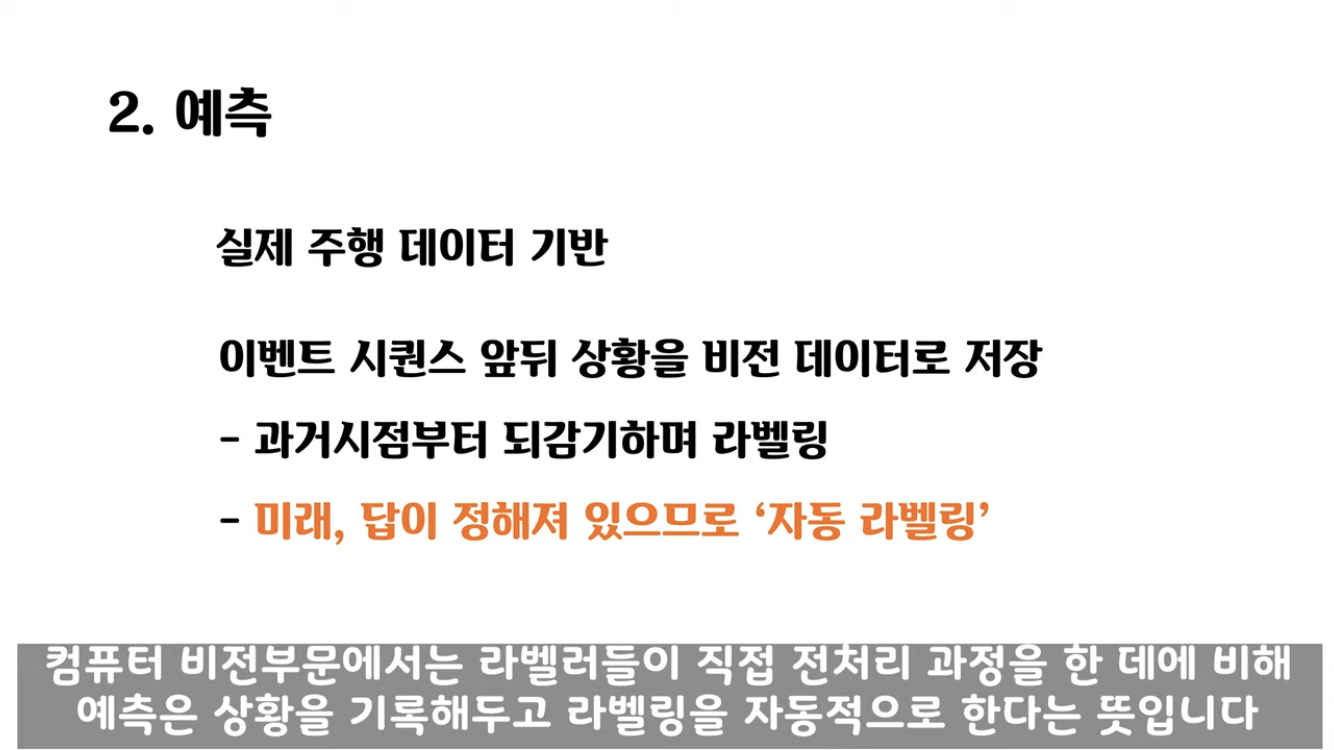 2. 예측
실제 주행 데이터 기반
이벤트 시퀀스 앞뒤 상황을 비전 데이터로 저장
- 과거시점부터 되감기하며 라벨링
- 미래, 답이 정해져 있으므로 ‘자동 라벨링’
컴퓨터 비전부문에서는 라벨러들이 직접 전처리 과정을 한 데에 비해
예측은 상황을 기록해두고 라벨링을 자동적으로 한다는 뜻입니다